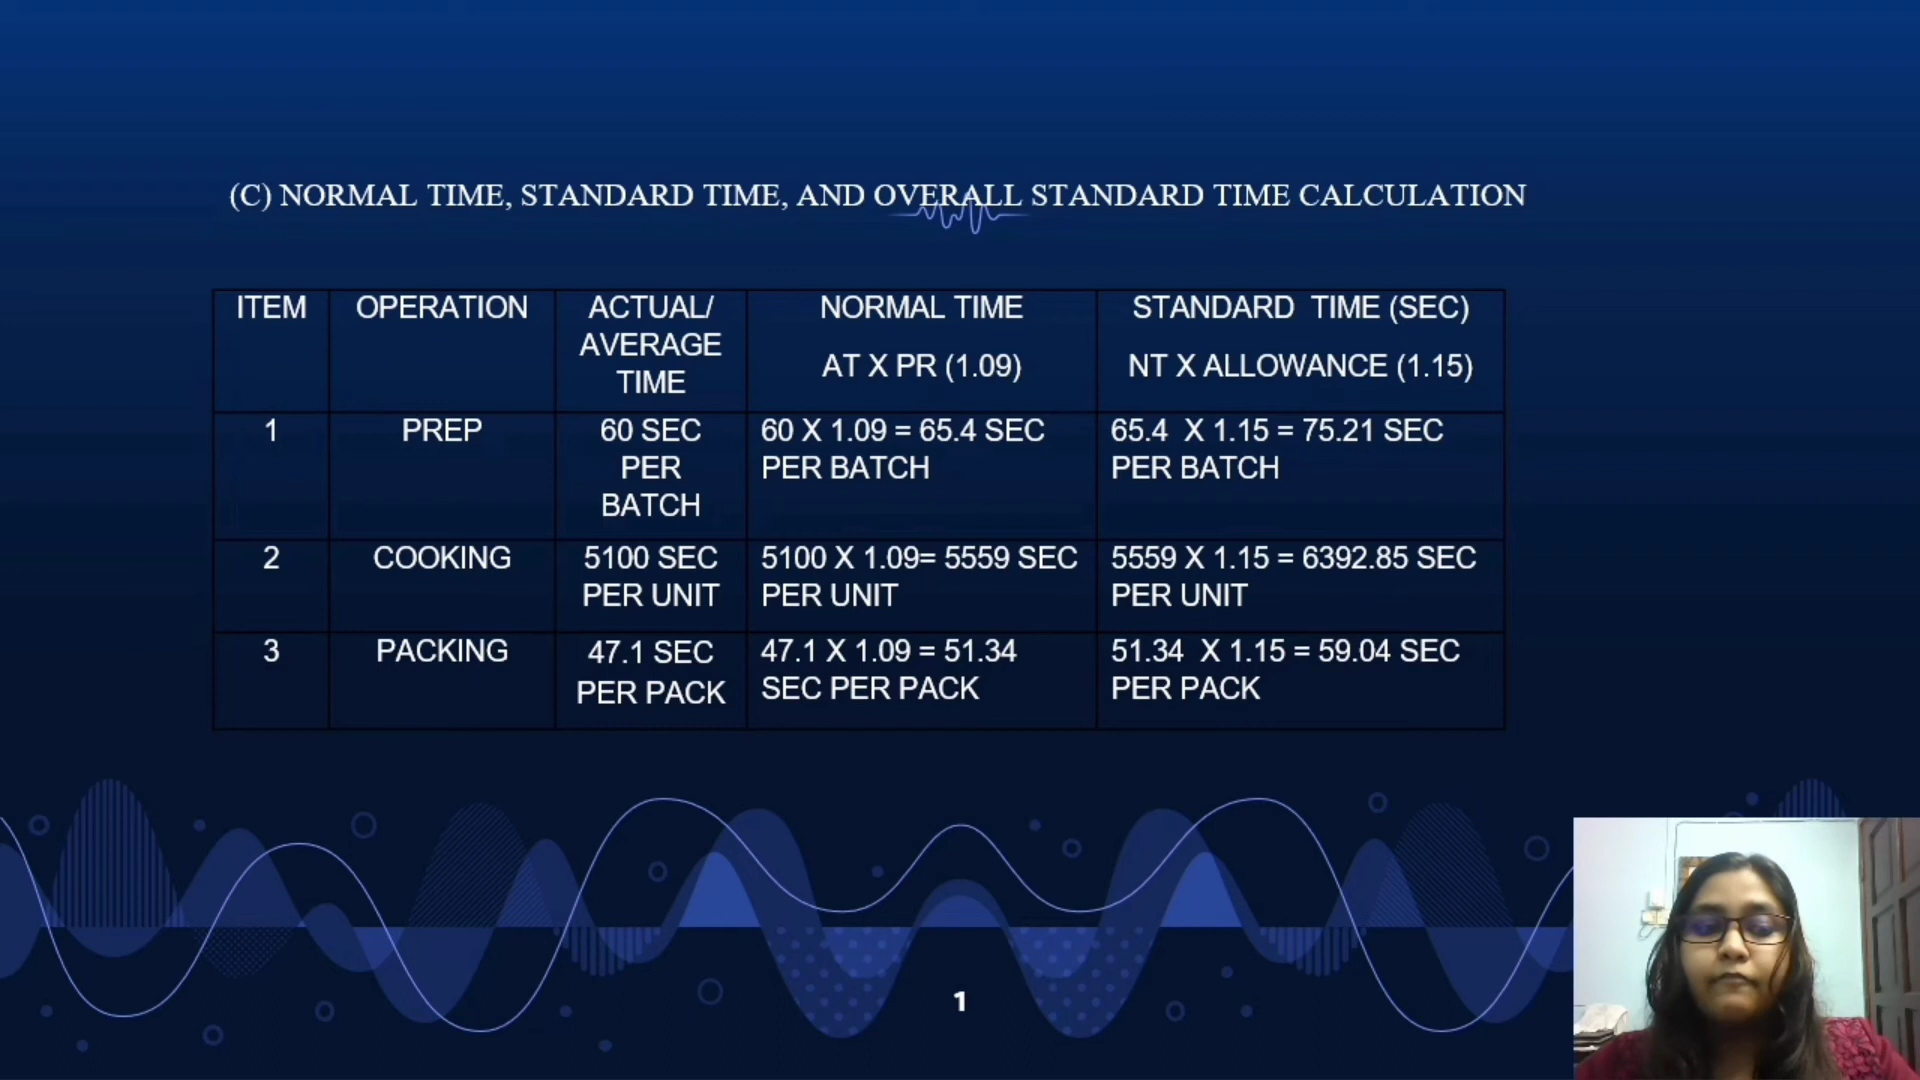 (C) NORMAL TIME, STANDARD TIME, AND OVERALL STANDARD TIME CALCULATION
ITEM
OPERATION
ACTUAL/
AVERAGE
TIME
NORMAL TIME
AT X PR (1.09)
STANDARD TIME (SEC)
NT X ALLOWANCE (1.15)
1
PREP
60 SEC
PER
BATCH
60 X 1.09 = 65.4 SEC
PER BATCH
65.4 X 1.15 = 75.21 SEC
PER BATCH
2
COOKING
5100 SEC
PER UNIT
5100 X 1.09= 5559 SEC
PER UNIT
5559 X 1.15 = 6392.85 SEC
PER UNIT
3
PACKING
47.1 SEC
PER PACK
47.1 X 1.09 = 51.34
SEC PER PACK
51.34 X 1.15 = 59.04 SEC
PER PACK
1